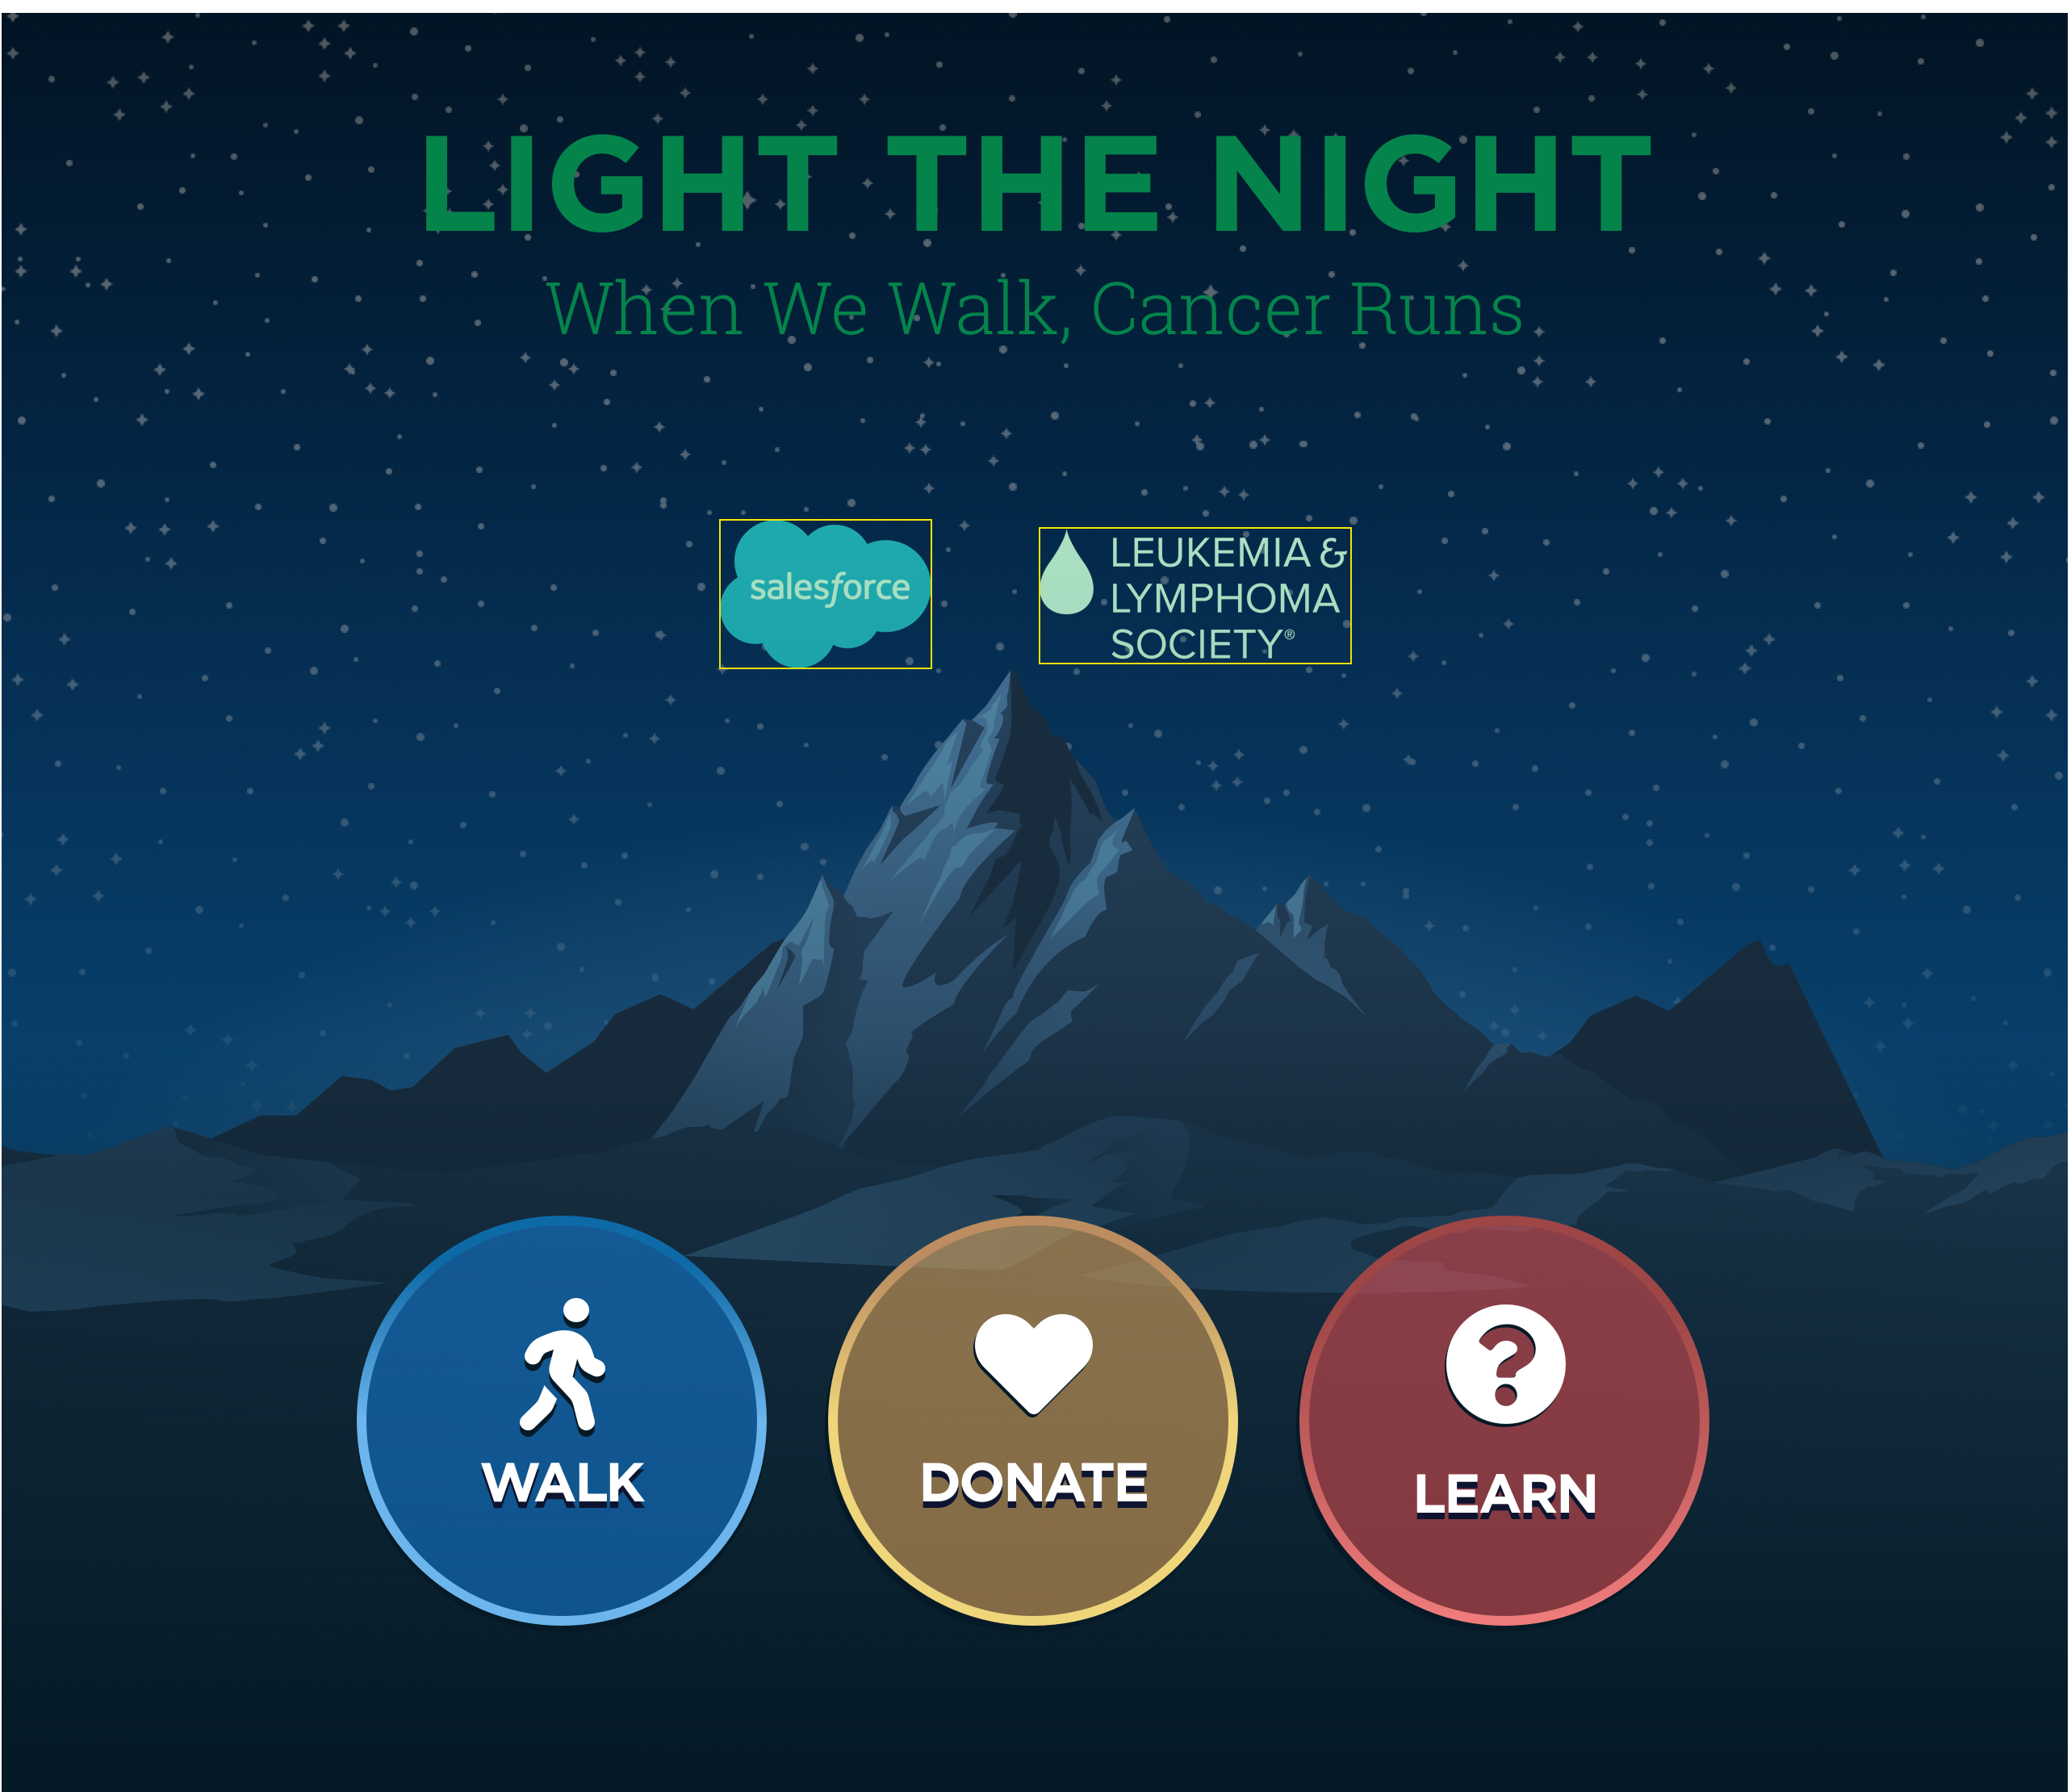 LIGHT THE NIGHT
When We Walk, Cancer Runs
salesforce
LEUKEMIA &
LYMPHOMA
SOCIETY®
WALK
DONATE
LEARN